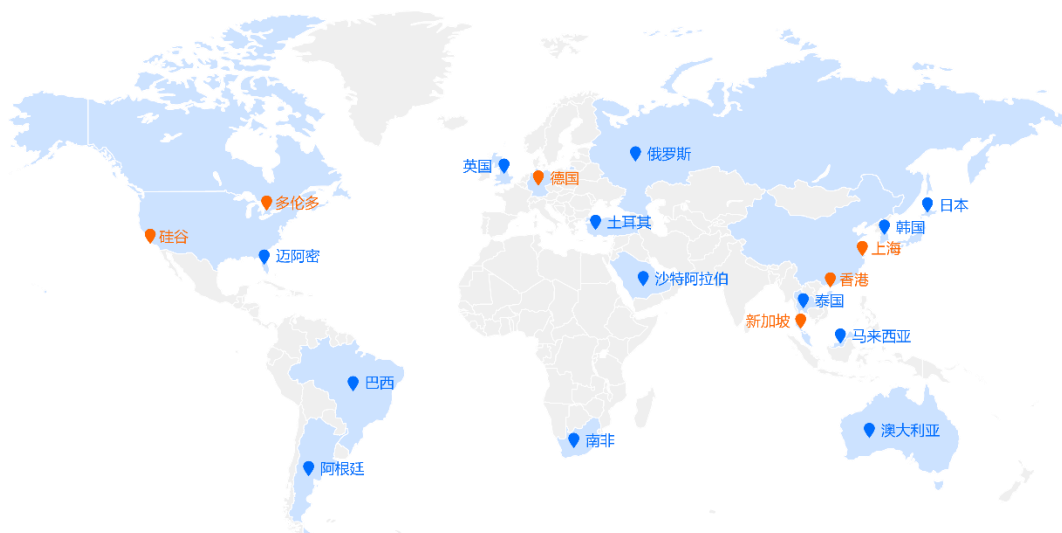 英国
俄罗斯
德国
多伦多
日本
土耳其
韩国
硅谷
上海
迈阿密
沙特阿拉伯
香港
泰国
新加坡
马来西亚
巴西
澳大利亚
南非
阿根廷